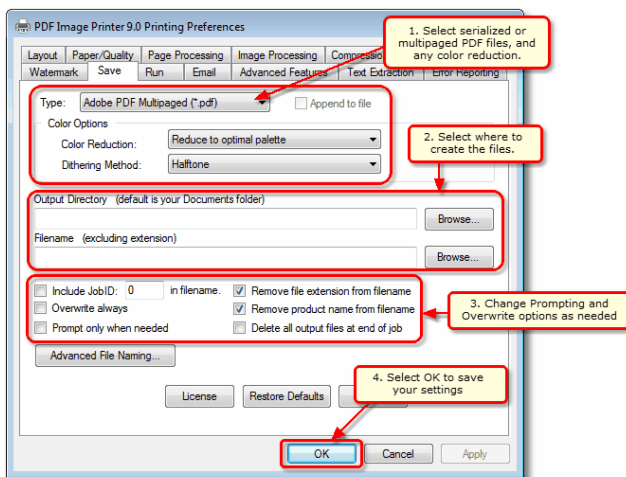 PDF Image Printer 9.0 Printing Preferences
1. Select serialized or
multipaged PDF files, and
any color reduction.
Layout Paper/Quality Page Processing Image Processing
Watermark Save Run Email Advanced Features Text Extraction Error Reporting
Type: Adobe PDF Multipaged (*.pdf) Append to file
Color Options
Color Reduction: Reduce to optimal palette
Dithering Method: Halftone
2. Select where to
create the files.
Output Directory (default is your Documents folder)
Browse...
Filename (excluding extension)
Browse...
Include JobID: 0 in filename. Remove file extension from filename
Overwrite always Remove product name from filename
Prompt only when needed Delete all output files at end of job
3. Change Prompting and
Overwrite options as needed
Advanced File Naming...
4. Select OK to save
your settings
License Restore Defaults
OK Cancel Apply